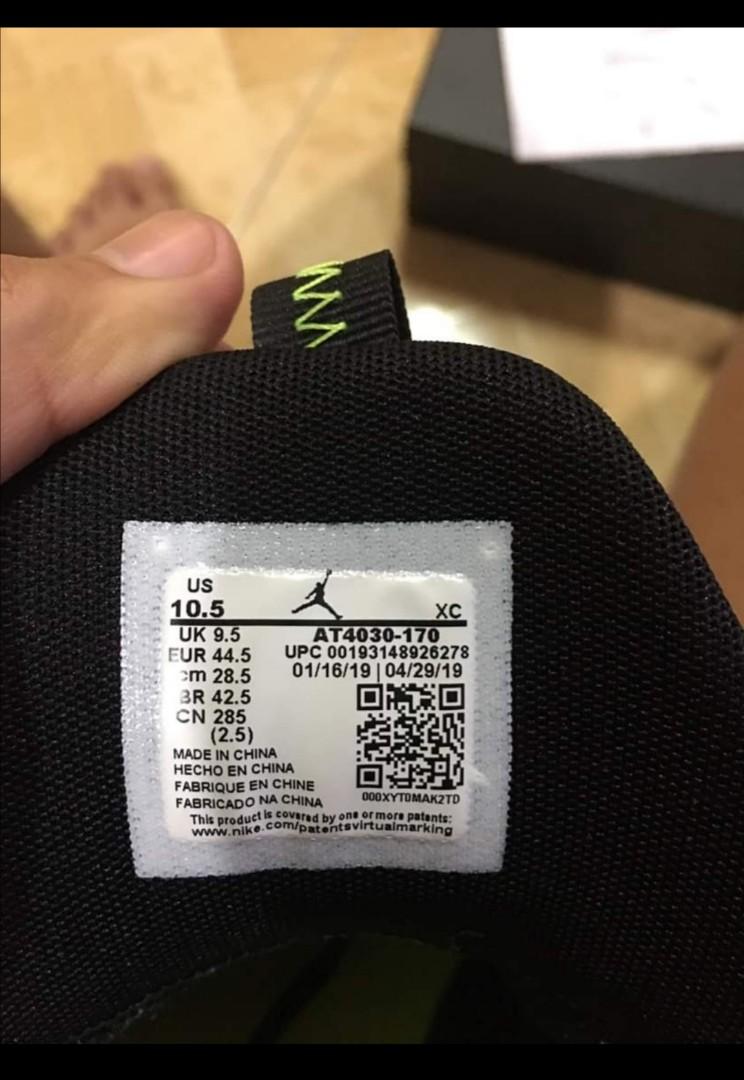 US
10.5 XC
UK 9.5 AT4030-170
EUR 44.5 UPC 00193148926278
cm 28.5 01/16/19 | 04/29/19
BR 42.5
CN 285
(2.5)
MADE IN CHINA
HECHO EN CHINA
FABRIQUE EN CHINE 000XYT0MAK2TD
FABRICADO NA CHINA
This product is covered by one or more patents:
www.nike.com/patentsvirtualmarking